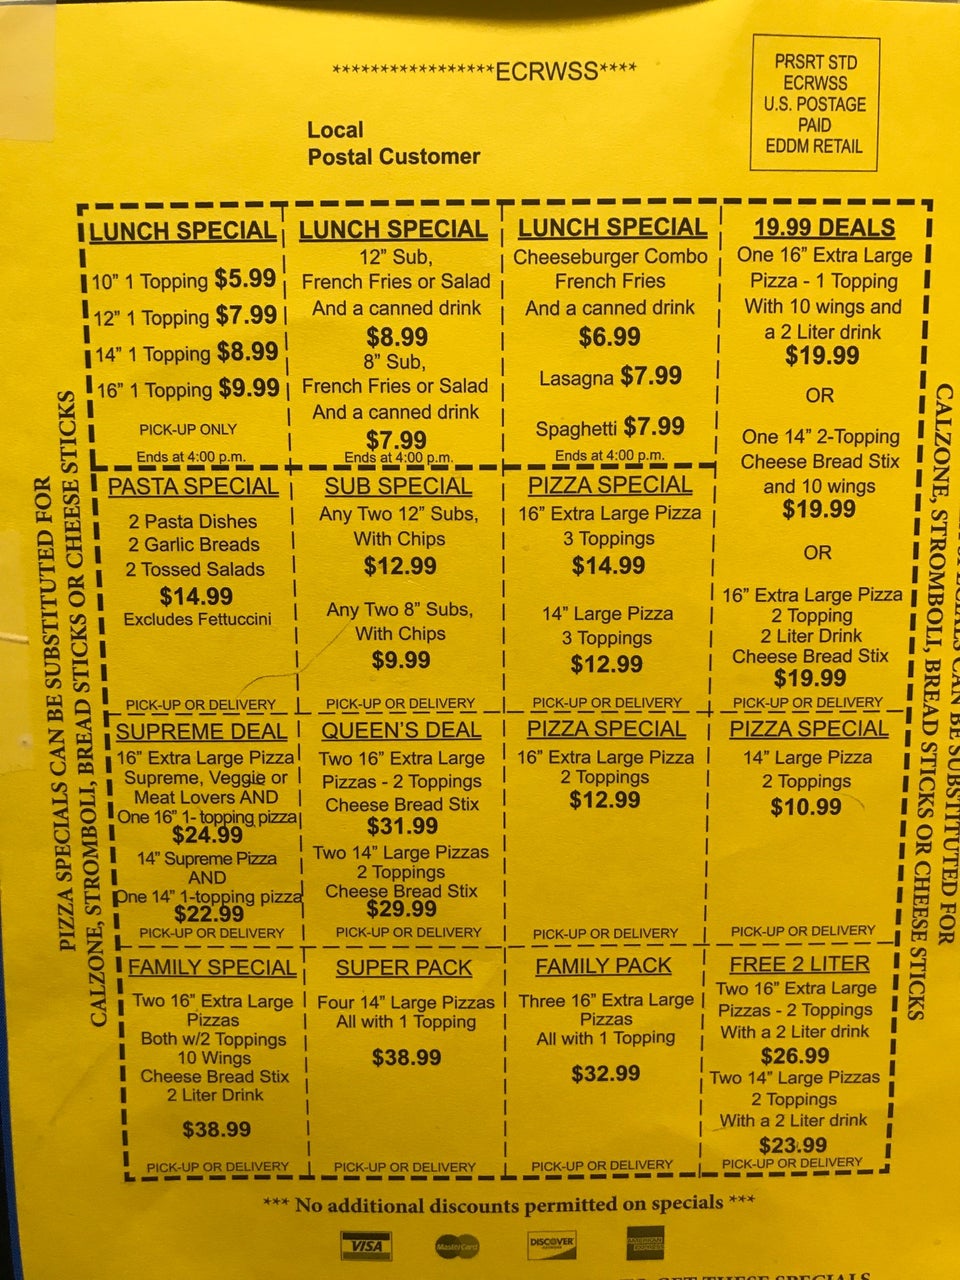 *****************ECRWSS****
PRSRT STD
ECRWSS
U.S. POSTAGE
PAID
EDDM RETAIL
Local
Postal Customer
LUNCH SPECIAL
10" 1 Topping $5.99
12" 1 Topping $7.99
14" 1 Topping $8.99
16" 1 Topping $9.99
PICK-UP ONLY
Ends at 4:00 p.m.
LUNCH SPECIAL
12" Sub,
French Fries or Salad
And a canned drink
$8.99
8" Sub,
French Fries or Salad
And a canned drink
$7.99
Ends at 4:00 p.m.
LUNCH SPECIAL
Cheeseburger Combo
French Fries
And a canned drink
$6.99
Lasagna $7.99
Spaghetti $7.99
Ends at 4:00 p.m.
19.99 DEALS
One 16" Extra Large
Pizza - 1 Topping
With 10 wings and
a 2 Liter drink
$19.99
OR
One 14" 2-Topping
Cheese Bread Stix
and 10 wings
$19.99
OR
16" Extra Large Pizza
2 Topping
2 Liter Drink
Cheese Bread Stix
$19.99
PICK-UP OR DELIVERY
PASTA SPECIAL
2 Pasta Dishes
2 Garlic Breads
2 Tossed Salads
$14.99
Excludes Fettuccini
PICK-UP OR DELIVERY
SUB SPECIAL
Any Two 12" Subs,
With Chips
$12.99
Any Two 8" Subs,
With Chips
$9.99
PICK-UP OR DELIVERY
PIZZA SPECIAL
16" Extra Large Pizza
3 Toppings
$14.99
14" Large Pizza
3 Toppings
$12.99
PICK-UP OR DELIVERY
SUPREME DEAL
16" Extra Large Pizza
Supreme, Veggie or
Meat Lovers AND
One 16" 1- topping pizza
$24.99
14" Supreme Pizza
AND
One 14" 1-topping pizza
$22.99
PICK-UP OR DELIVERY
QUEEN'S DEAL
Two 16" Extra Large
Pizzas - 2 Toppings
Cheese Bread Stix
$31.99
Two 14" Large Pizzas
2 Toppings
Cheese Bread Stix
$29.99
PICK-UP OR DELIVERY
PIZZA SPECIAL
16" Extra Large Pizza
2 Toppings
$12.99
PICK-UP OR DELIVERY
PIZZA SPECIAL
14" Large Pizza
2 Toppings
$10.99
PICK-UP OR DELIVERY
FAMILY SPECIAL
Two 16" Extra Large
Pizzas
Both w/2 Toppings
10 Wings
Cheese Bread Stix
2 Liter Drink
$38.99
PICK-UP OR DELIVERY
SUPER PACK
Four 14" Large Pizzas
All with 1 Topping
$38.99
PICK-UP OR DELIVERY
FAMILY PACK
Three 16" Extra Large
Pizzas
All with 1 Topping
$32.99
PICK-UP OR DELIVERY
FREE 2 LITER
Two 16" Extra Large
Pizzas - 2 Toppings
With a 2 Liter drink
$26.99
Two 14" Large Pizzas
2 Toppings
With a 2 Liter drink
$23.99
PICK-UP OR DELIVERY
PIZZA SPECIALS CAN BE SUBSTITUTED FOR
CALZONE, STROMBOLI, BREAD STICKS OR CHEESE STICKS
CAN BE SUBSTITUTED FOR
CALZONE, STROMBOLI, BREAD STICKS OR CHEESE STICKS
*** No additional discounts permitted on specials ***
VISA
MasterCard
DISCOVER
AMERICAN EXPRESS
GET THESE SPECIALS